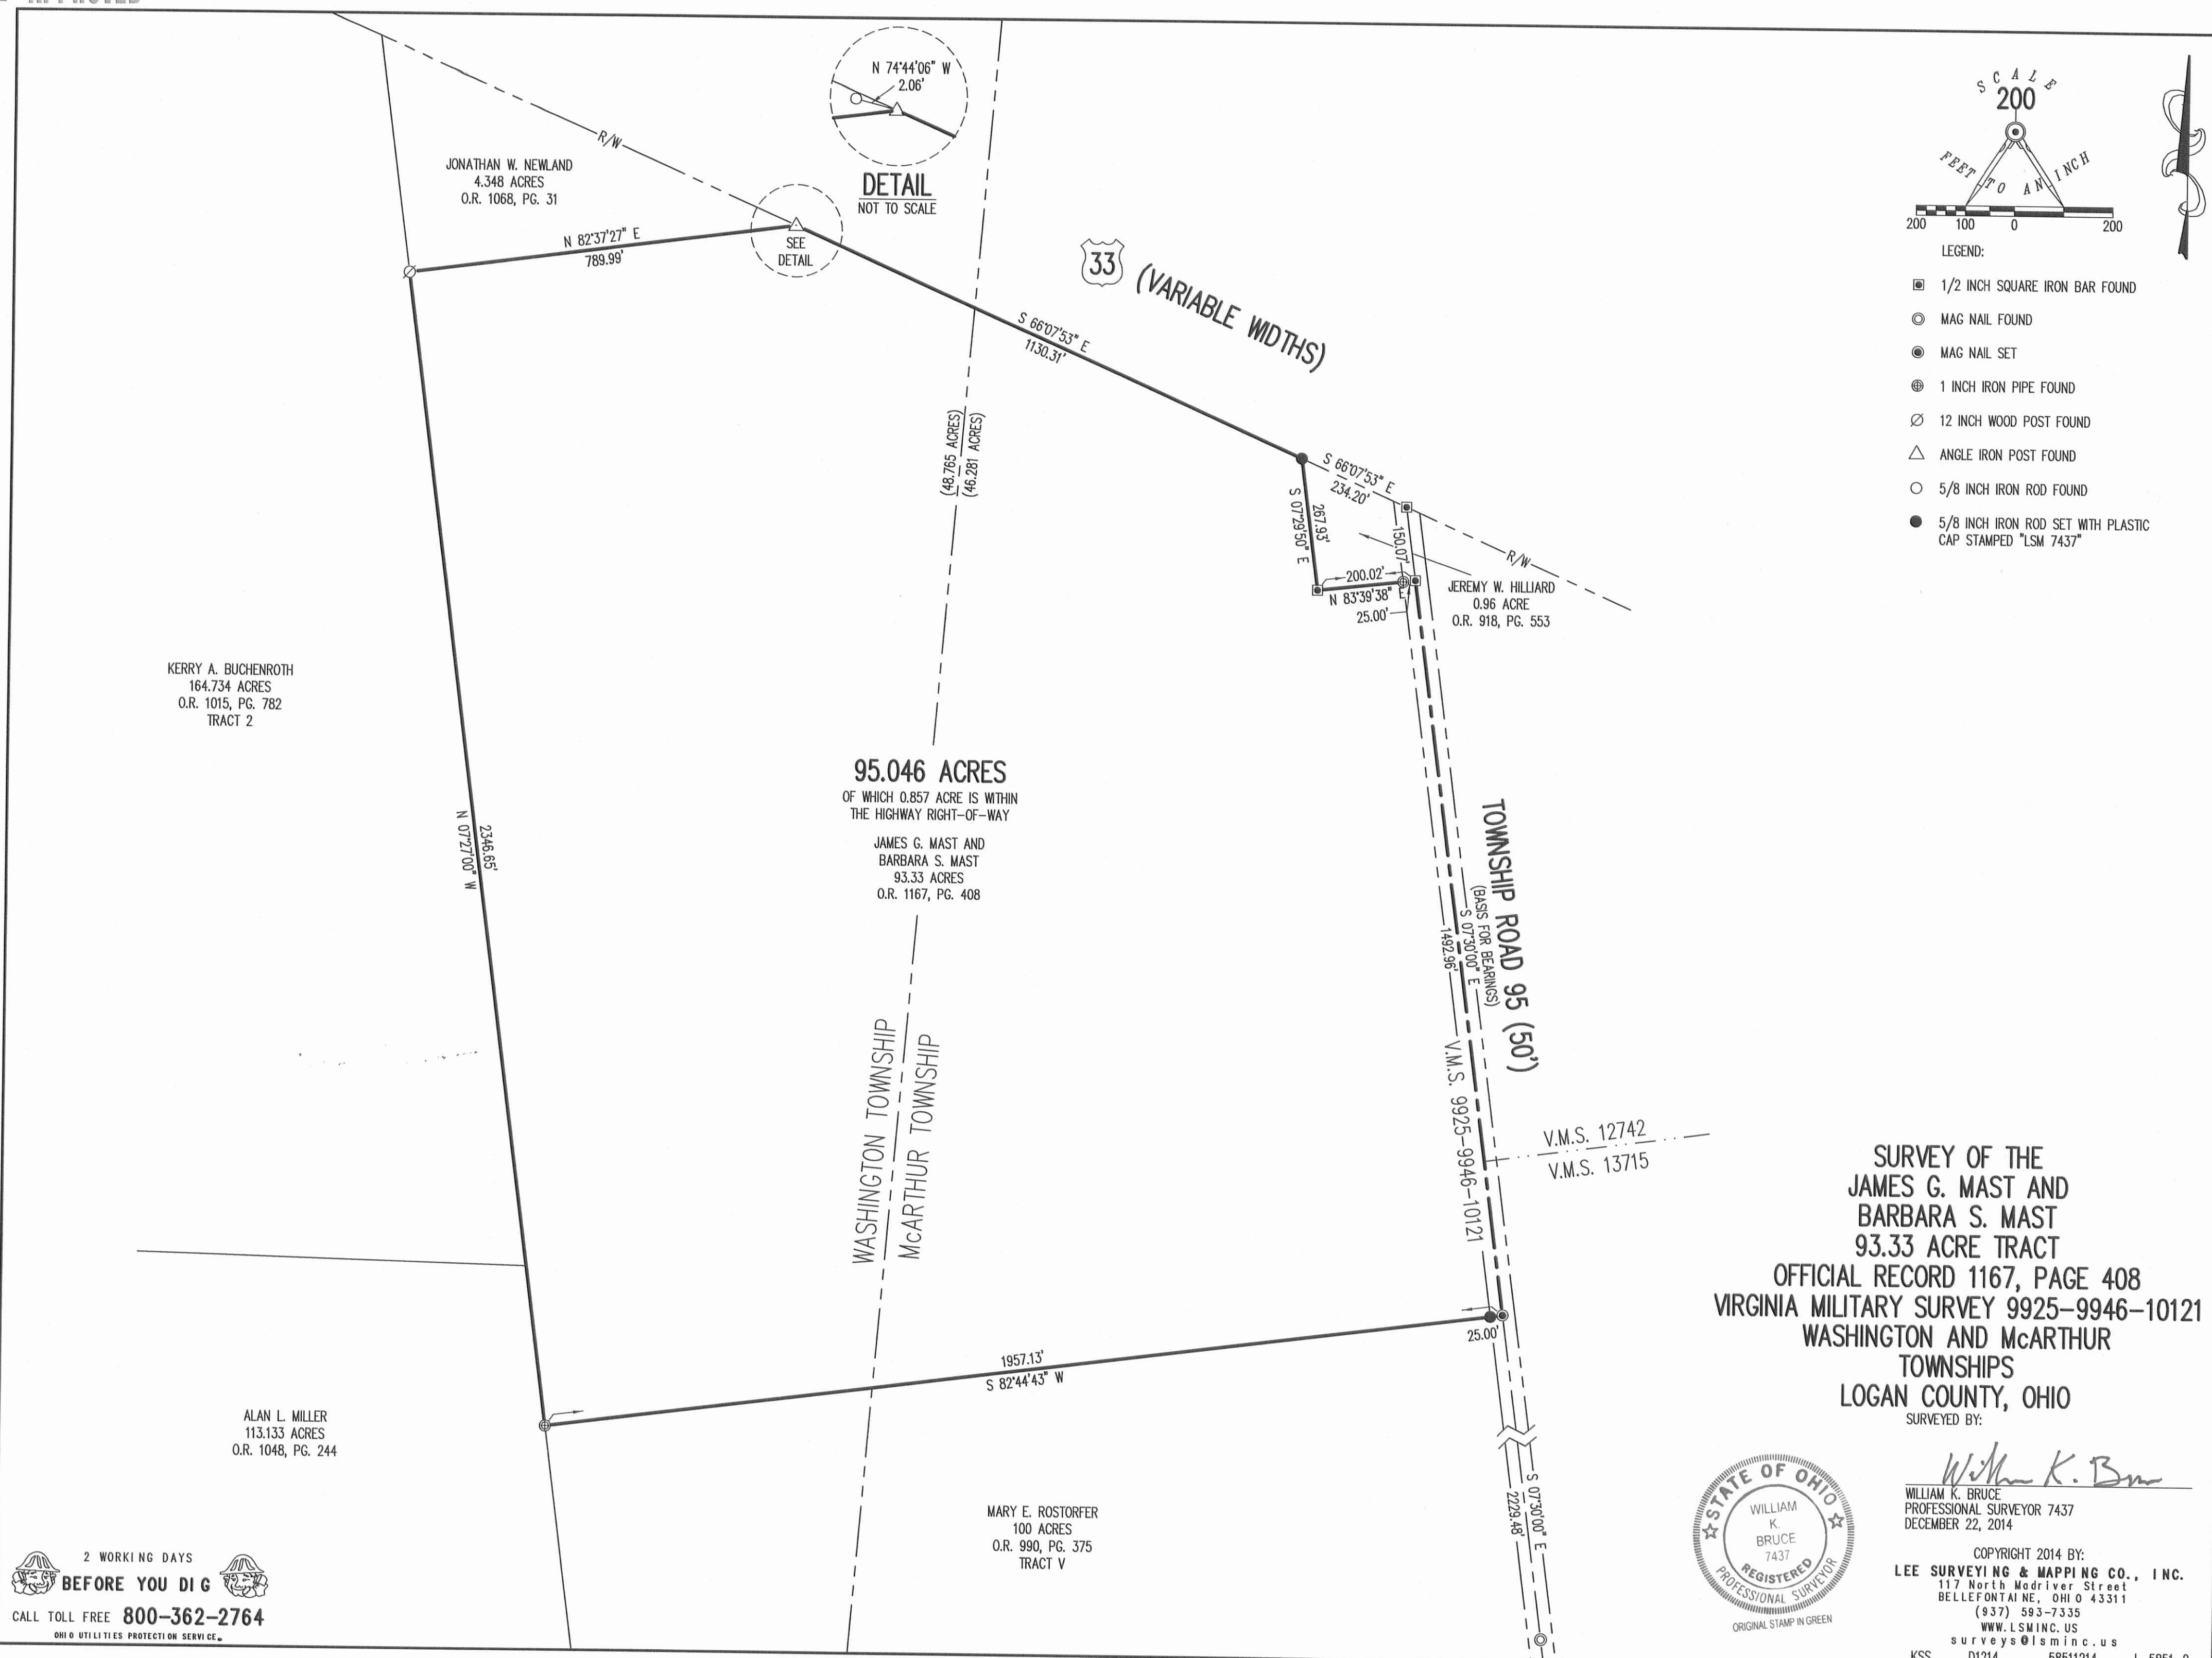 N 74°44'06" W
2.06'
DETAIL
NOT TO SCALE
R/W
JONATHAN W. NEWLAND
4.348 ACRES
O.R. 1068, PG. 31
N 82°37'27" E
789.99'
SEE
DETAIL
33 (VARIABLE WIDTHS)
S 66°07'53" E
1130.31'
(48.765 ACRES)
(46.281 ACRES)
S 66°07'53" E
234.20'
S 07°29'50" E
267.93'
150.07'
200.02'
N 83°39'38" E
25.00'
R/W
JEREMY W. HILLIARD
0.96 ACRE
O.R. 918, PG. 553
KERRY A. BUCHENROTH
164.734 ACRES
O.R. 1015, PG. 782
TRACT 2
2346.65'
N 07°27'00" W
95.046 ACRES
OF WHICH 0.857 ACRE IS WITHIN
THE HIGHWAY RIGHT-OF-WAY
JAMES G. MAST AND
BARBARA S. MAST
93.33 ACRES
O.R. 1167, PG. 408
TOWNSHIP ROAD 95 (50')
(BASIS FOR BEARINGS)
S 07°30'00" E
1492.96'
V.M.S. 9925-9946-10121
WASHINGTON TOWNSHIP
McARTHUR TOWNSHIP
V.M.S. 12742
V.M.S. 13715
25.00'
1957.13'
S 82°44'43" W
ALAN L. MILLER
113.133 ACRES
O.R. 1048, PG. 244
MARY E. ROSTORFER
100 ACRES
O.R. 990, PG. 375
TRACT V
S 07°30'00" E
2229.48'
2 WORKING DAYS
BEFORE YOU DIG
CALL TOLL FREE 800-362-2764
OHIO UTILITIES PROTECTION SERVICE.
SCALE
200
FEET TO AN INCH
200 100 0 200
LEGEND:
1/2 INCH SQUARE IRON BAR FOUND
MAG NAIL FOUND
MAG NAIL SET
1 INCH IRON PIPE FOUND
12 INCH WOOD POST FOUND
ANGLE IRON POST FOUND
5/8 INCH IRON ROD FOUND
5/8 INCH IRON ROD SET WITH PLASTIC
CAP STAMPED "LSM 7437"
SURVEY OF THE
JAMES G. MAST AND
BARBARA S. MAST
93.33 ACRE TRACT
OFFICIAL RECORD 1167, PAGE 408
VIRGINIA MILITARY SURVEY 9925-9946-10121
WASHINGTON AND McARTHUR
TOWNSHIPS
LOGAN COUNTY, OHIO
SURVEYED BY:
WILLIAM K. BRUCE
PROFESSIONAL SURVEYOR 7437
DECEMBER 22, 2014
STATE OF OHIO
WILLIAM
K.
BRUCE
7437
REGISTERED
PROFESSIONAL SURVEYOR
ORIGINAL STAMP IN GREEN
COPYRIGHT 2014 BY:
LEE SURVEYING & MAPPING CO., INC.
117 North Madriver Street
BELLEFONTAINE, OHIO 43311
(937) 593-7335
WWW.LSMINC.US
surveys@lsminc.us